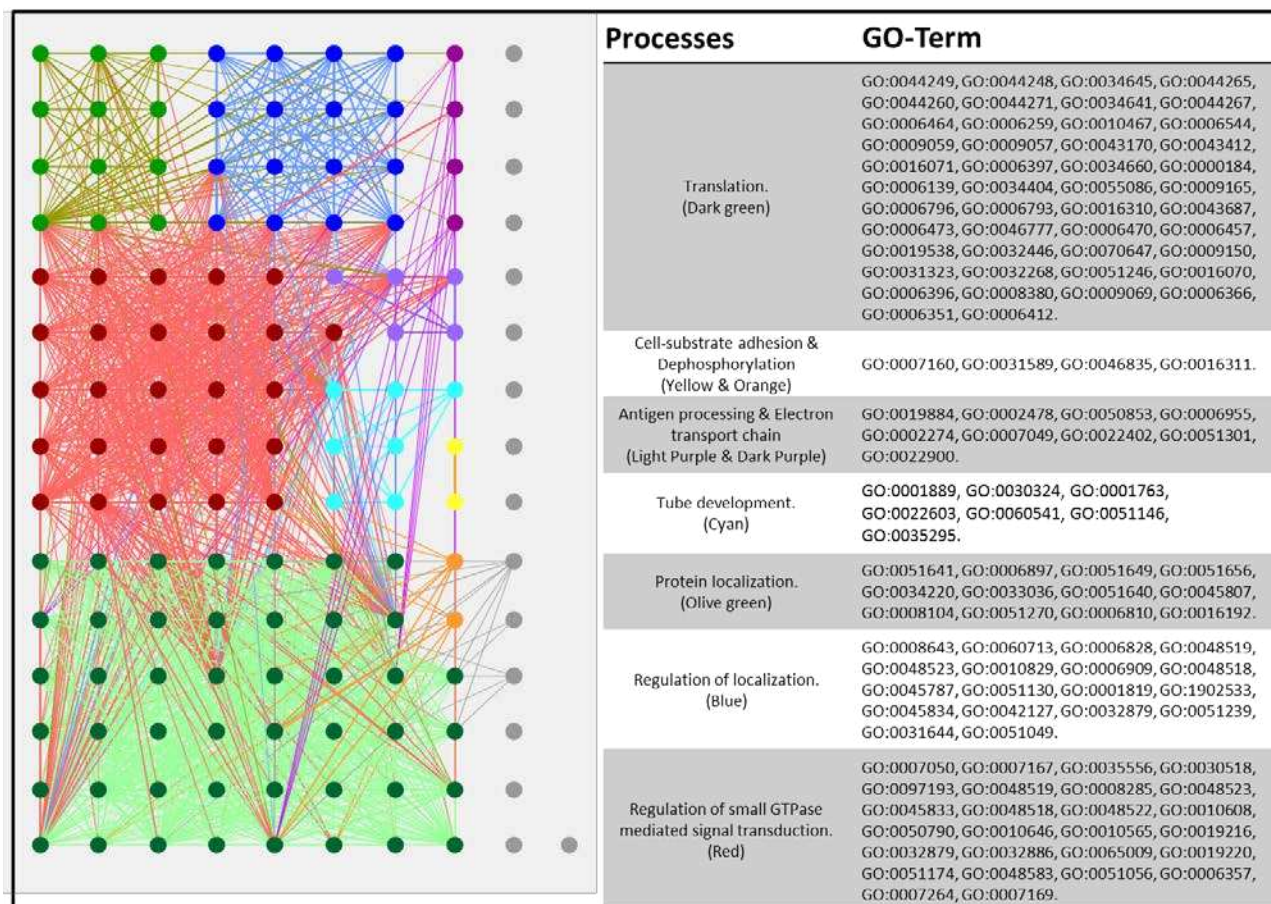 Processes GO-Term
Translation.
(Dark green)
GO:0044249, GO:0044248, GO:0034645, GO:0044265,
GO:0044260, GO:0044271, GO:0034641, GO:0044267,
GO:0006464, GO:0006259, GO:0010467, GO:0006544,
GO:0009059, GO:0009057, GO:0043170, GO:0043412,
GO:0016071, GO:0006397, GO:0034660, GO:0000184,
GO:0006139, GO:0034404, GO:0055086, GO:0009165,
GO:0006796, GO:0006793, GO:0016310, GO:0043687,
GO:0006473, GO:0046777, GO:0006470, GO:0006457,
GO:0019538, GO:0032446, GO:0070647, GO:0009150,
GO:0031323, GO:0032268, GO:0051246, GO:0016070,
GO:0006396, GO:0008380, GO:0009069, GO:0006366,
GO:0006351, GO:0006412.
Cell-substrate adhesion &
Dephosphorylation
(Yellow & Orange)
GO:0007160, GO:0031589, GO:0046835, GO:0016311.
Antigen processing & Electron
transport chain
(Light Purple & Dark Purple)
GO:0019884, GO:0002478, GO:0050853, GO:0006955,
GO:0002274, GO:0007049, GO:0022402, GO:0051301,
GO:0022900.
Tube development.
(Cyan)
GO:0001889, GO:0030324, GO:0001763,
GO:0022603, GO:0060541, GO:0051146,
GO:0035295.
Protein localization.
(Olive green)
GO:0051641, GO:0006897, GO:0051649, GO:0051656,
GO:0034220, GO:0033036, GO:0051640, GO:0045807,
GO:0008104, GO:0051270, GO:0006810, GO:0016192.
Regulation of localization.
(Blue)
GO:0008643, GO:0060713, GO:0006828, GO:0048519,
GO:0048523, GO:0010829, GO:0006909, GO:0048518,
GO:0045787, GO:0051130, GO:0001819, GO:1902533,
GO:0045834, GO:0042127, GO:0032879, GO:0051239,
GO:0031644, GO:0051049.
Regulation of small GTPase
mediated signal transduction.
(Red)
GO:0007050, GO:0007167, GO:0035556, GO:0030518,
GO:0097193, GO:0048519, GO:0008285, GO:0048523,
GO:0045833, GO:0048518, GO:0048522, GO:0010608,
GO:0050790, GO:0010646, GO:0010565, GO:0019216,
GO:0032879, GO:0032886, GO:0065009, GO:0019220,
GO:0051174, GO:0048583, GO:0051056, GO:0006357,
GO:0007264, GO:0007169.